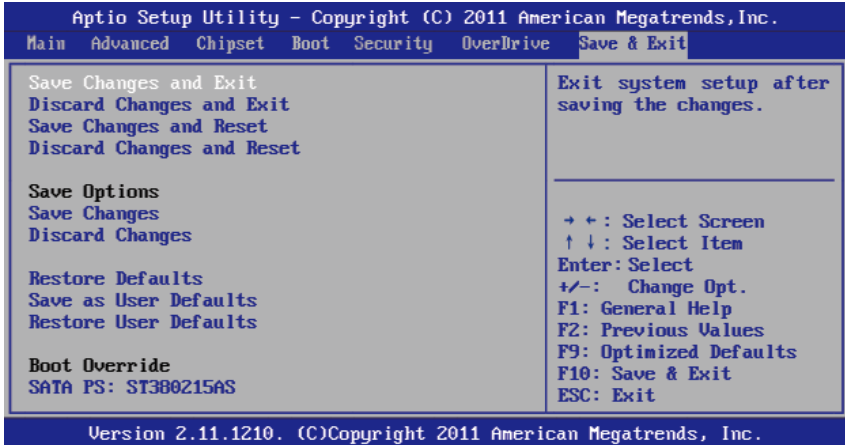 Aptio Setup Utility – Copyright (C) 2011 American Megatrends,Inc.
Main Advanced Chipset Boot Security OverDrive Save & Exit
Save Changes and Exit
Discard Changes and Exit
Save Changes and Reset
Discard Changes and Reset
Save Options
Save Changes
Discard Changes
Restore Defaults
Save as User Defaults
Restore User Defaults
Boot Override
SATA PS: ST380215AS
Exit system setup after
saving the changes.
→ ←: Select Screen
↑ ↓: Select Item
Enter: Select
+/-: Change Opt.
F1: General Help
F2: Previous Values
F9: Optimized Defaults
F10: Save & Exit
ESC: Exit
Version 2.11.1210. (C)Copyright 2011 American Megatrends, Inc.